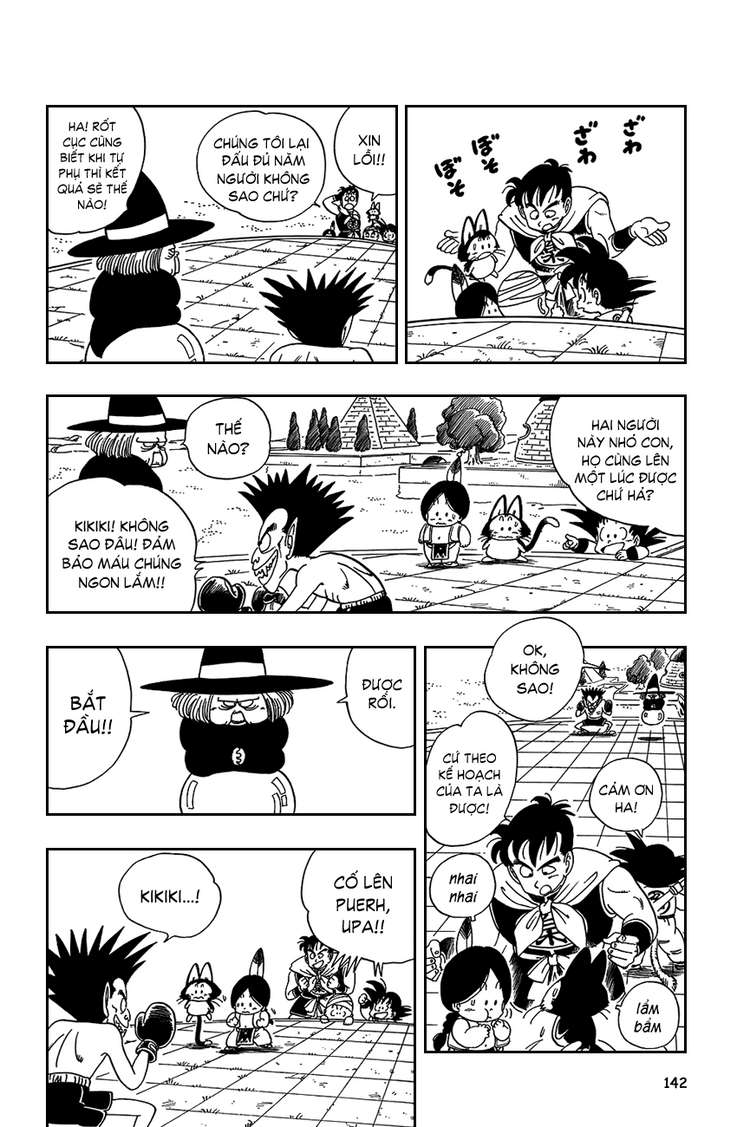 ざわ
ざわ
ぼそ
ぼそ
XIN
LỖI!!
CHÚNG TÔI LẠI
ĐẤU ĐỦ NĂM
NGƯỜI KHÔNG
SAO CHỨ?
HA! RỐT
CỤC CŨNG
BIẾT KHI TỰ
PHỤ THÌ KẾT
QUẢ SẼ THẾ
NÀO!
HAI NGƯỜI
NÀY NHỎ CON,
HỌ CÙNG LÊN
MỘT LÚC ĐƯỢC
CHỨ HẢ?
THẾ
NÀO?
KIKIKI! KHÔNG
SAO ĐÂU! ĐẢM
BẢO MÁU CHÚNG
NGON LẮM!!
OK,
KHÔNG
SAO!
CỨ THEO
KẾ HOẠCH
CỦA TA LÀ
ĐƯỢC!
CẢM ƠN
HA!
nhai
nhai
lẩm
bẩm
ĐƯỢC
RỒI.
BẮT
ĐẦU!!
CỐ LÊN
PUERH,
UPA!!
KIKIKI...!
142